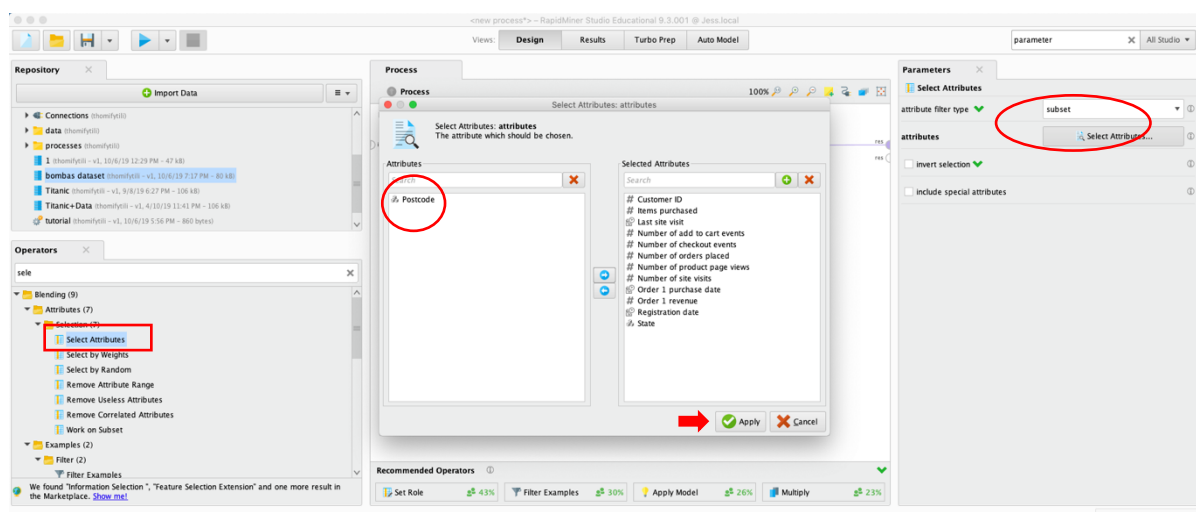 <new process*> – RapidMiner Studio Educational 9.3.001 @ Jess.local
Views: Design Results Turbo Prep Auto Model
parameter All Studio
Repository
Import Data
Connections (thomifytili)
data (thomifytili)
processes (thomifytili)
1 (thomifytili – v1, 10/6/19 12:29 PM – 47 kB)
bombas dataset (thomifytili – v1, 10/6/19 7:17 PM – 80 kB)
Titanic (thomifytili – v1, 9/8/19 6:27 PM – 106 kB)
Titanic+Data (thomifytili – v1, 4/10/19 11:41 PM – 106 kB)
tutorial (thomifytili – v1, 10/6/19 5:56 PM – 860 bytes)
Operators
sele
Blending (9)
Attributes (7)
Selection (7)
Select Attributes
Select by Weights
Select by Random
Remove Attribute Range
Remove Useless Attributes
Remove Correlated Attributes
Work on Subset
Examples (2)
Filter (2)
Filter Examples
We found "Information Selection ", "Feature Selection Extension" and one more result in
the Marketplace. Show me!
Process
Process 100%
res
res
Select Attributes: attributes
Select Attributes: attributes
The attribute which should be chosen.
Attributes
Search
Postcode
Selected Attributes
Search
# Customer ID
# Items purchased
Last site visit
# Number of add to cart events
# Number of checkout events
# Number of orders placed
# Number of product page views
# Number of site visits
Order 1 purchase date
# Order 1 revenue
Registration date
State
Apply Cancel
Recommended Operators
Set Role 43% Filter Examples 30% Apply Model 26% Multiply 23%
Parameters
Select Attributes
attribute filter type subset
attributes Select Attributes...
invert selection
include special attributes